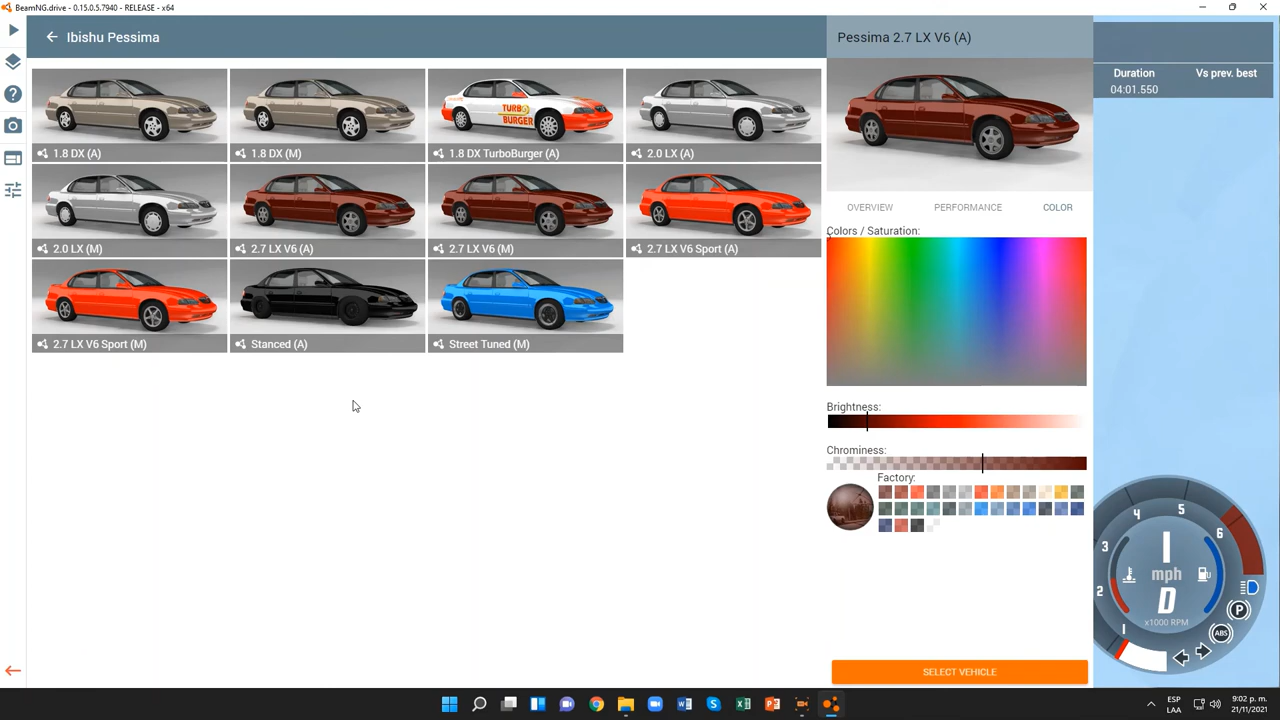 BeamNG.drive - 0.15.0.5.7940 - RELEASE - x64
Ibishu Pessima
Pessima 2.7 LX V6 (A)
Duration
Vs prev. best
04:01.550
TURBO
BURGER
1.8 DX (A)
1.8 DX (M)
1.8 DX TurboBurger (A)
2.0 LX (A)
OVERVIEW
PERFORMANCE
COLOR
Colors / Saturation:
2.0 LX (M)
2.7 LX V6 (A)
2.7 LX V6 (M)
2.7 LX V6 Sport (A)
2.7 LX V6 Sport (M)
Stanced (A)
Street Tuned (M)
Brightness:
Chrominess:
Factory:
1
2
3
4
5
6
mph
D
x1000 RPM
P
ABS
SELECT VEHICLE
ESP
LAA
9:02 p. m.
21/11/2021